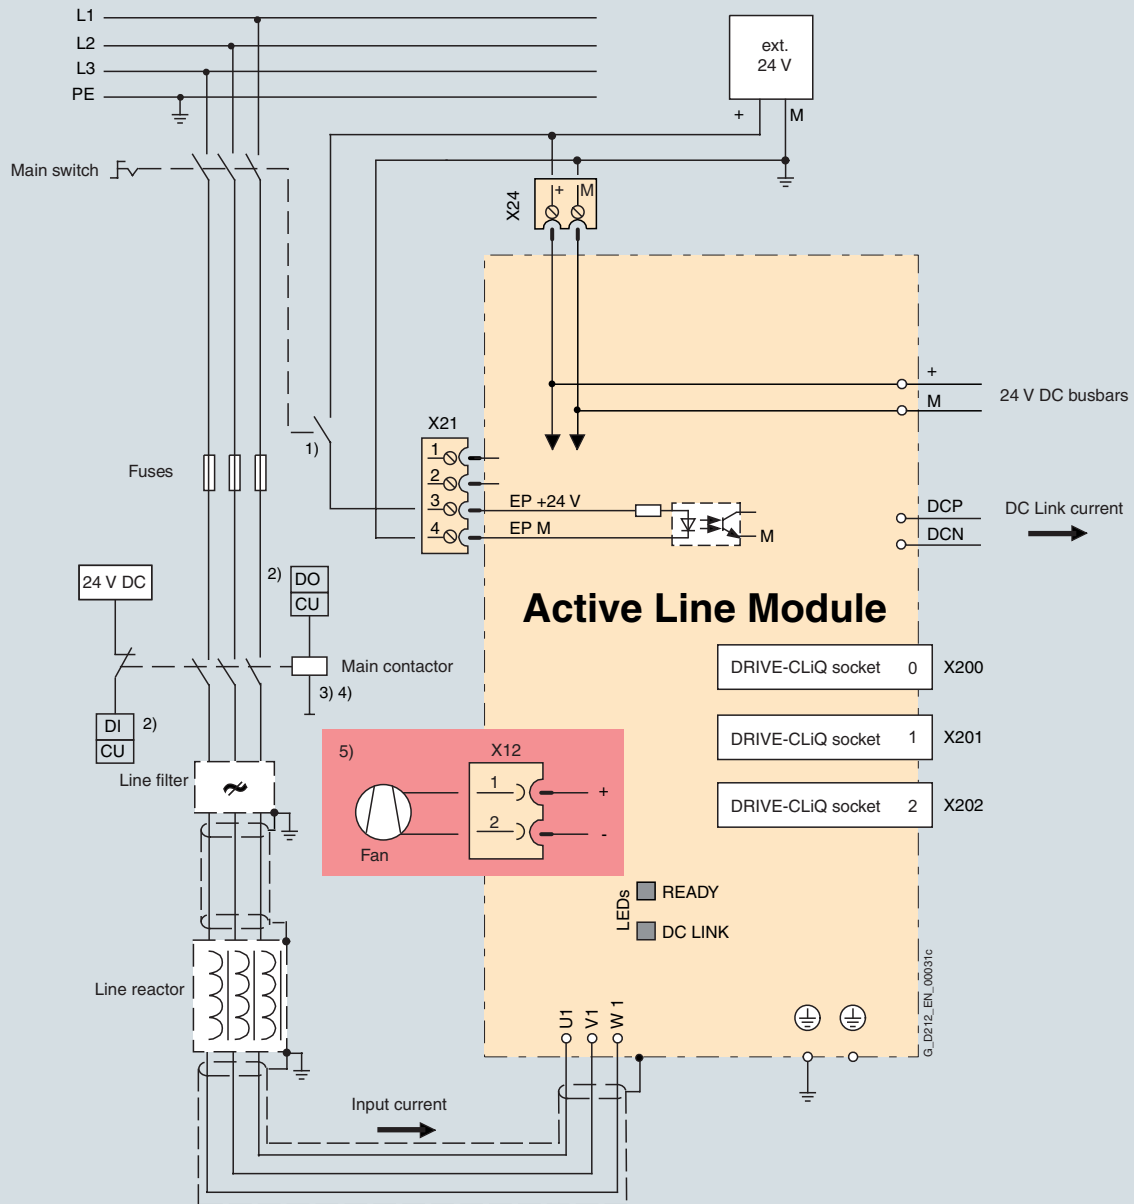 L1
L2
L3
PE
ext.
24 V
+
M
Main switch
X24
+
M
+
M
24 V DC busbars
X21
1)
1
2
3
4
Fuses
EP +24 V
EP M
M
DCP
DCN
DC Link current
24 V DC
2)
DO
CU
Active Line Module
Main contactor
3) 4)
DI
CU
2)
DRIVE-CLiQ socket 0
X200
DRIVE-CLiQ socket 1
X201
DRIVE-CLiQ socket 2
X202
Line filter
5)
X12
1
2
+
-
Fan
LEDs
READY
DC LINK
Line reactor
U1
V1
W 1
G_D212_EN_00031c
Input current